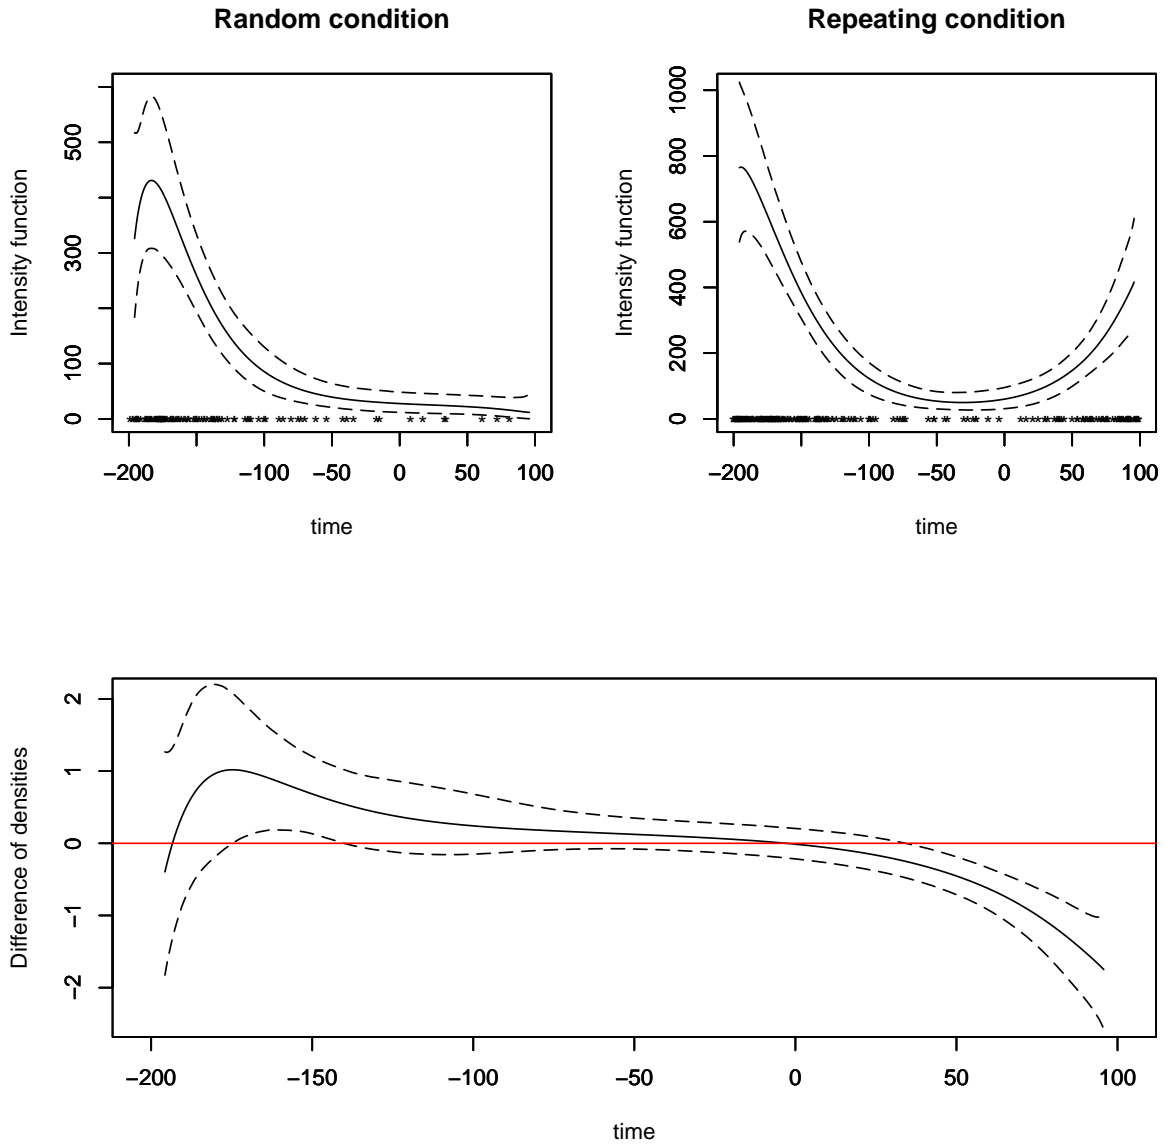 Random condition
Intensity function
500
300
100
0
−200 −100 −50 0 50 100
time
Repeating condition
Intensity function
1000
800
600
400
200
0
−200 −100 −50 0 50 100
time
Difference of densities
2
1
0
−1
−2
−200 −150 −100 −50 0 50 100
time